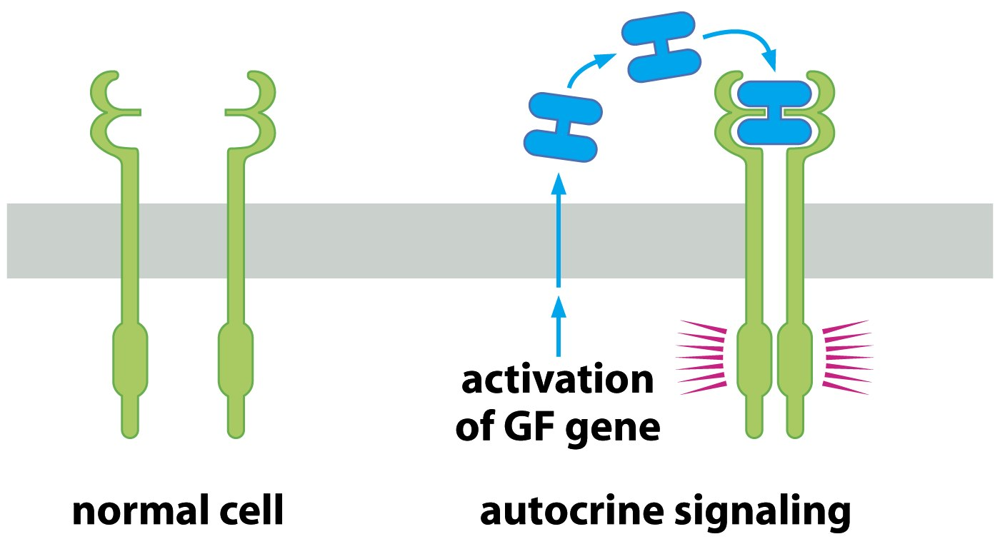 activation
of GF gene
normal cell
autocrine signaling